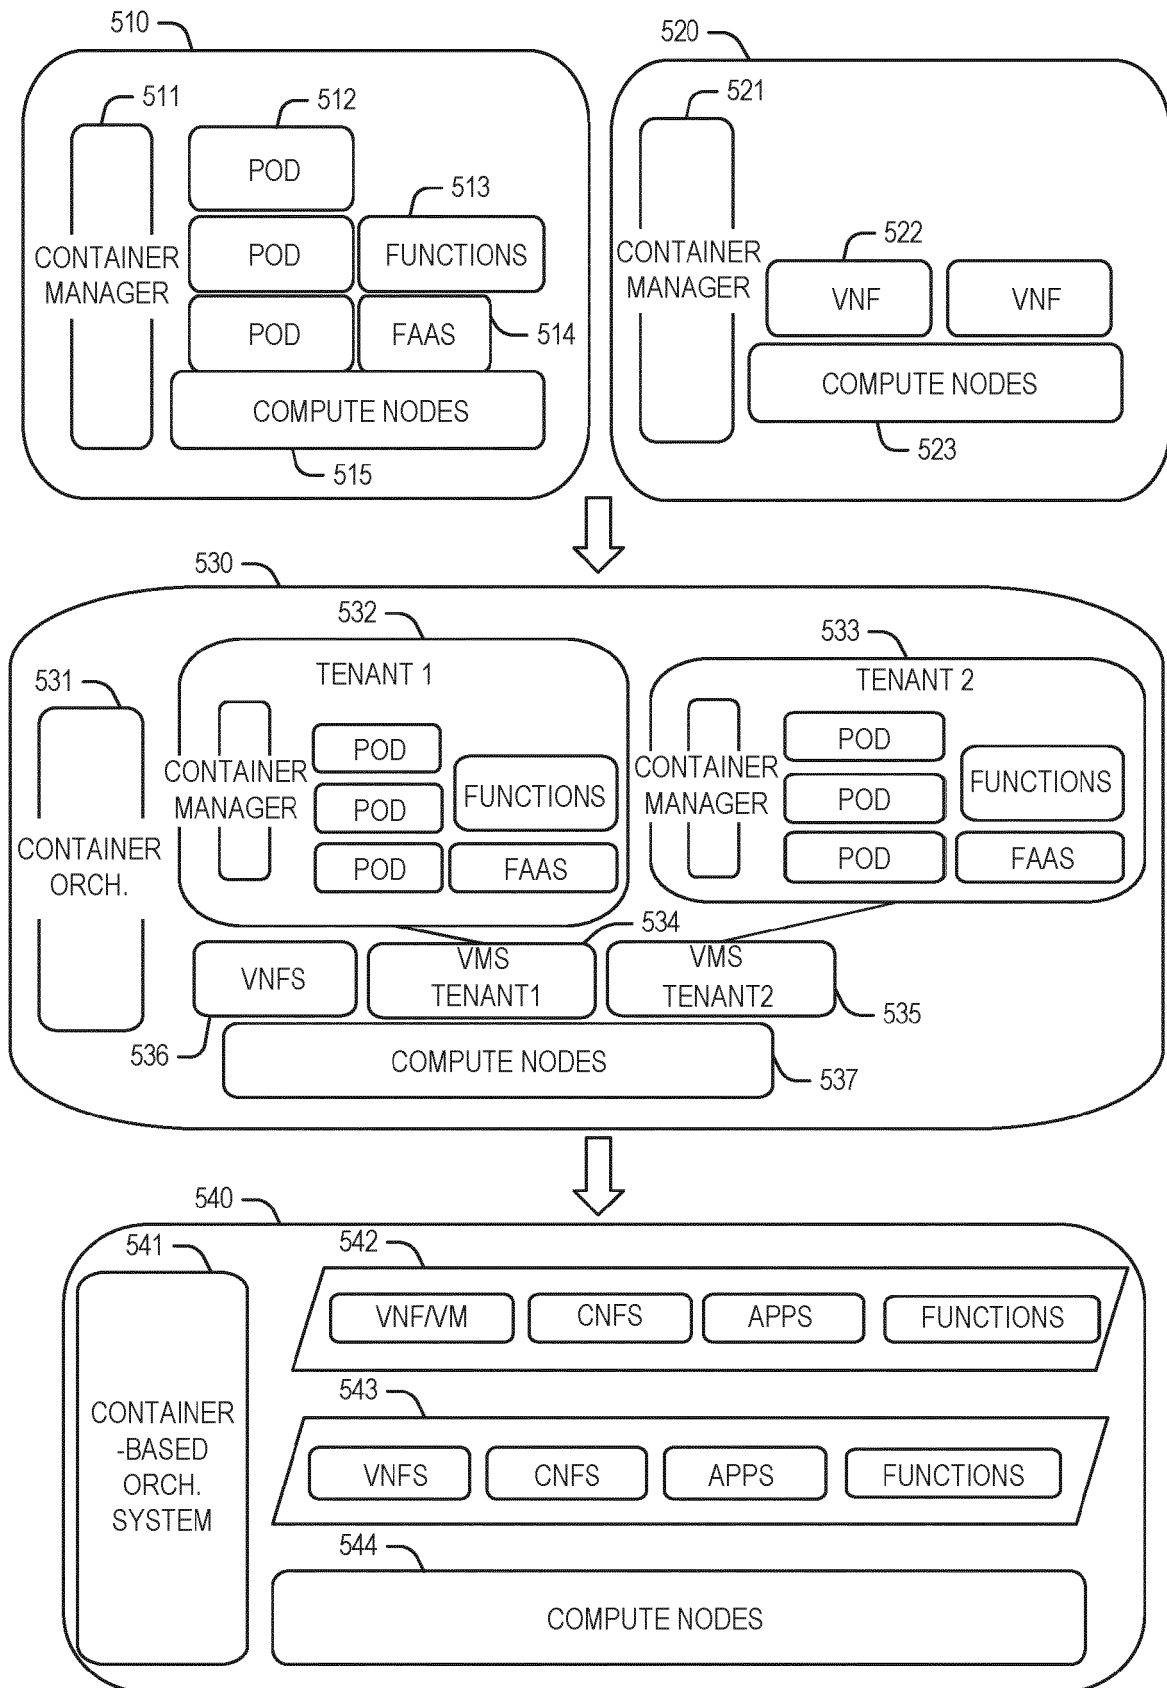 510
520
511
512
521
POD
513
CONTAINER
MANAGER
POD
FUNCTIONS
CONTAINER
MANAGER
522
VNF
VNF
POD
FAAS
514
COMPUTE NODES
COMPUTE NODES
515
523
530
532
533
531
TENANT 1
TENANT 2
CONTAINER
MANAGER
POD
POD
POD
FUNCTIONS
FAAS
CONTAINER
MANAGER
POD
POD
POD
FUNCTIONS
FAAS
CONTAINER
ORCH.
534
VNFS
VMS
TENANT1
VMS
TENANT2
535
536
COMPUTE NODES
537
540
541
542
VNF/VM
CNFS
APPS
FUNCTIONS
543
CONTAINER
-BASED
ORCH.
SYSTEM
VNFS
CNFS
APPS
FUNCTIONS
544
COMPUTE NODES